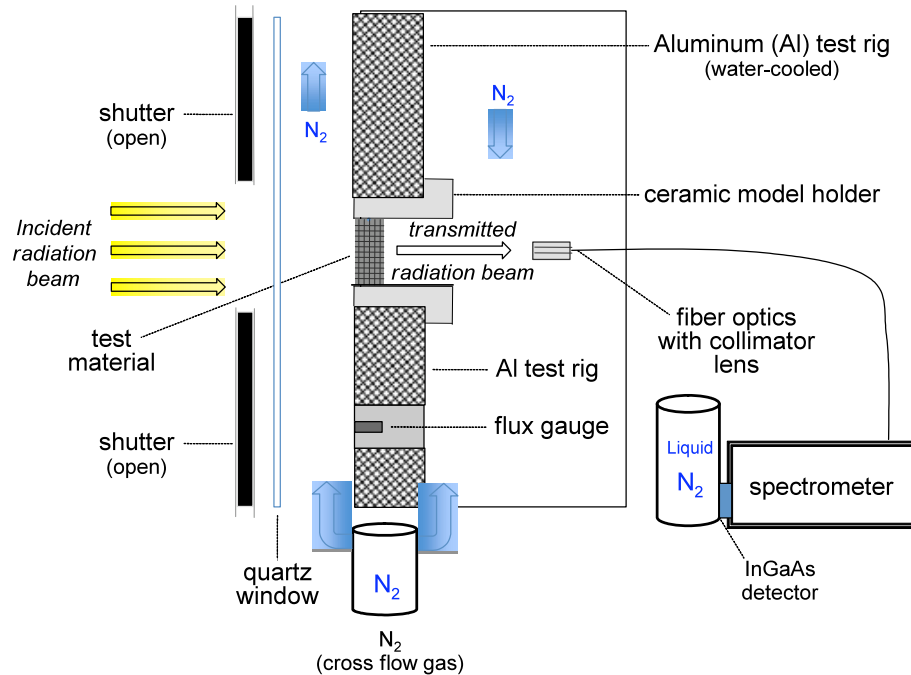 Aluminum (Al) test rig
(water-cooled)
shutter
(open)
N2
N2
ceramic model holder
Incident
radiation
beam
transmitted
radiation beam
test
material
fiber optics
with collimator
lens
Al test rig
flux gauge
shutter
(open)
Liquid
N2
spectrometer
quartz
window
N2
InGaAs
detector
N2
(cross flow gas)